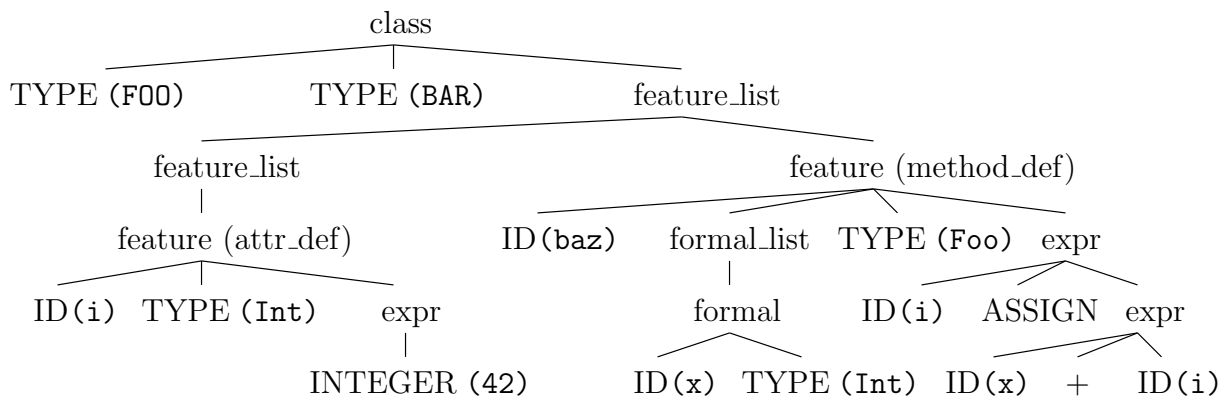 class
TYPE (FOO) TYPE (BAR) feature_list
feature_list feature (method_def)
feature (attr_def) ID(baz) formal_list TYPE (Foo) expr
ID(i) TYPE (Int) expr formal ID(i) ASSIGN expr
INTEGER (42) ID(x) TYPE (Int) ID(x) + ID(i)